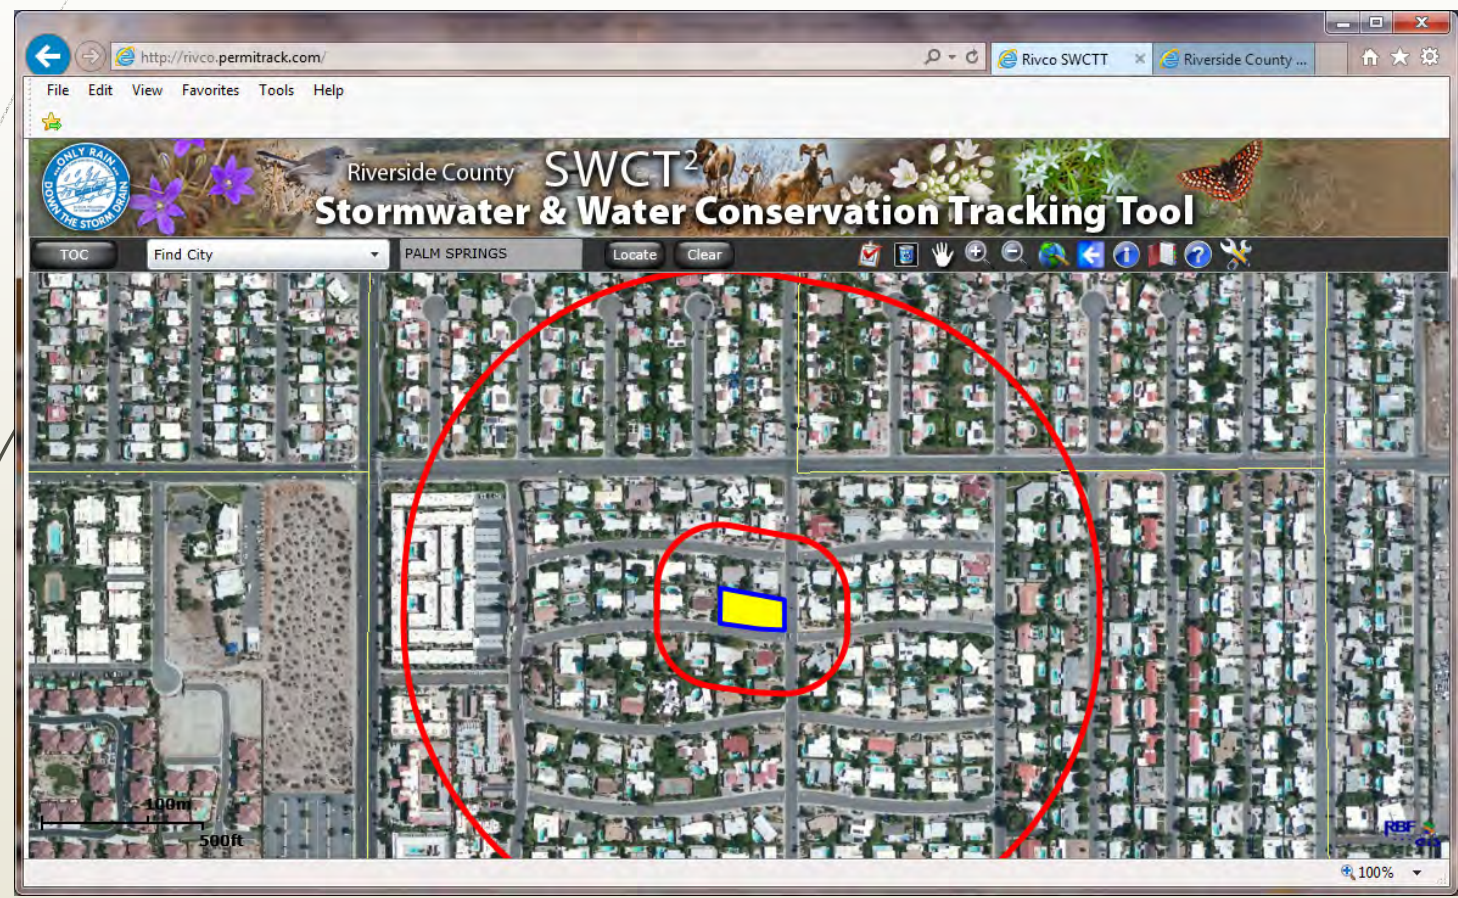 http://rivco.permitrack.com/
Rivco SWCTT
Riverside County ...
File Edit View Favorites Tools Help
ONLY RAIN
DOWN THE STORM DRAIN
Riverside County SWCT2
Stormwater & Water Conservation Tracking Tool
TOC
Find City
PALM SPRINGS
Locate
Clear
100m
500ft
RBF
100%